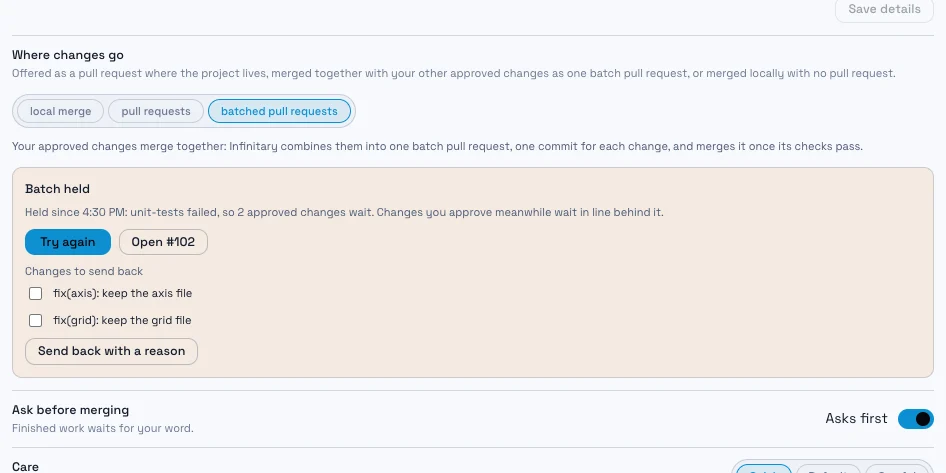 Save details
Where changes go
Offered as a pull request where the project lives, merged together with your other approved changes as one batch pull request, or merged locally with no pull request.
local merge
pull requests
batched pull requests
Your approved changes merge together: Infinitary combines them into one batch pull request, one commit for each change, and merges it once its checks pass.
Batch held
Held since 4:30 PM: unit-tests failed, so 2 approved changes wait. Changes you approve meanwhile wait in line behind it.
Try again
Open #102
Changes to send back
fix(axis): keep the axis file
fix(grid): keep the grid file
Send back with a reason
Ask before merging
Asks first
Finished work waits for your word.
Care